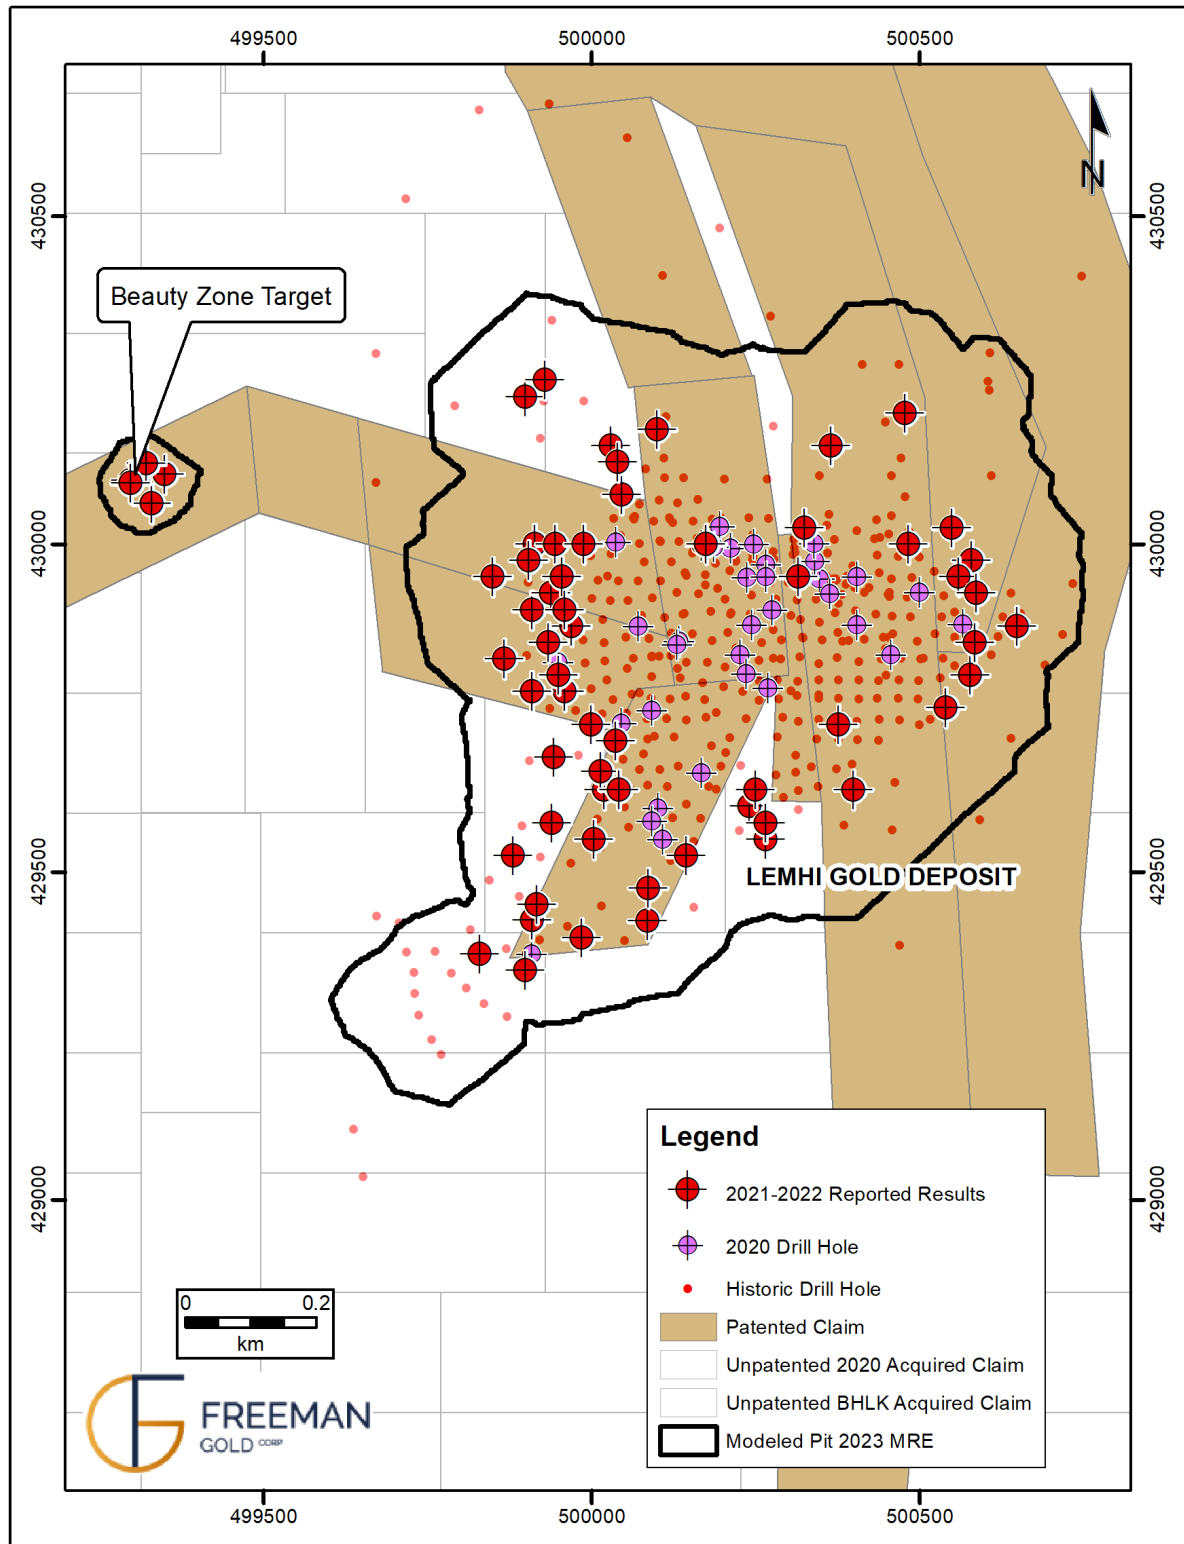 499500
500000
500500
430500
430500
N
Beauty Zone Target
430000
430000
429500
429500
LEMHI GOLD DEPOSIT
429000
429000
Legend
2021-2022 Reported Results
2020 Drill Hole
Historic Drill Hole
Patented Claim
Unpatented 2020 Acquired Claim
Unpatented BHLK Acquired Claim
Modeled Pit 2023 MRE
0 0.2
km
FREEMAN
GOLD CORP
499500
500000
500500